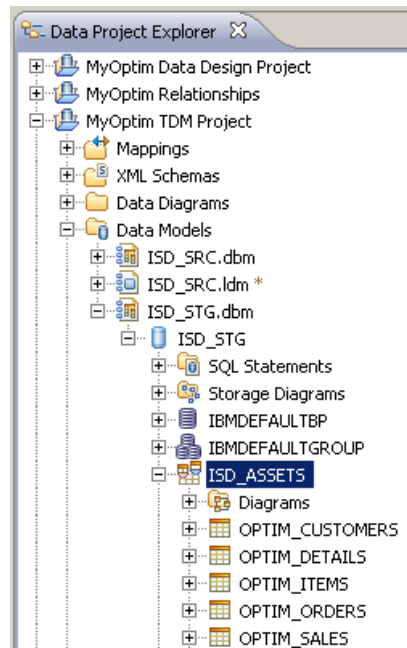 Data Project Explorer
MyOptim Data Design Project
MyOptim Relationships
MyOptim TDM Project
Mappings
XML Schemas
Data Diagrams
Data Models
ISD_SRC.dbm
ISD_SRC.ldm *
ISD_STG.dbm
ISD_STG
SQL Statements
Storage Diagrams
IBMDEFAULTBP
IBMDEFAULTGROUP
ISD_ASSETS
Diagrams
OPTIM_CUSTOMERS
OPTIM_DETAILS
OPTIM_ITEMS
OPTIM_ORDERS
OPTIM_SALES